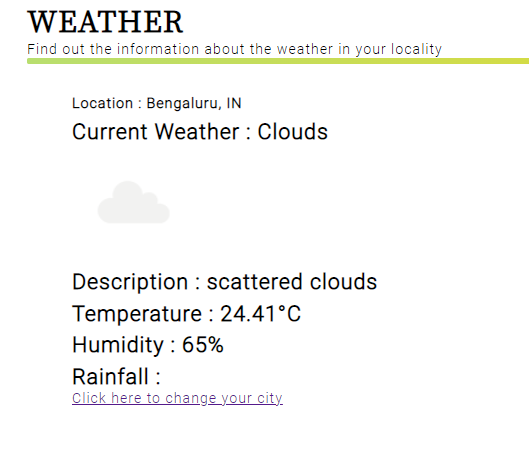 WEATHER
Find out the information about the weather in your locality
Location : Bengaluru, IN
Current Weather : Clouds
Description : scattered clouds
Temperature : 24.41°C
Humidity : 65%
Rainfall :
Click here to change your city